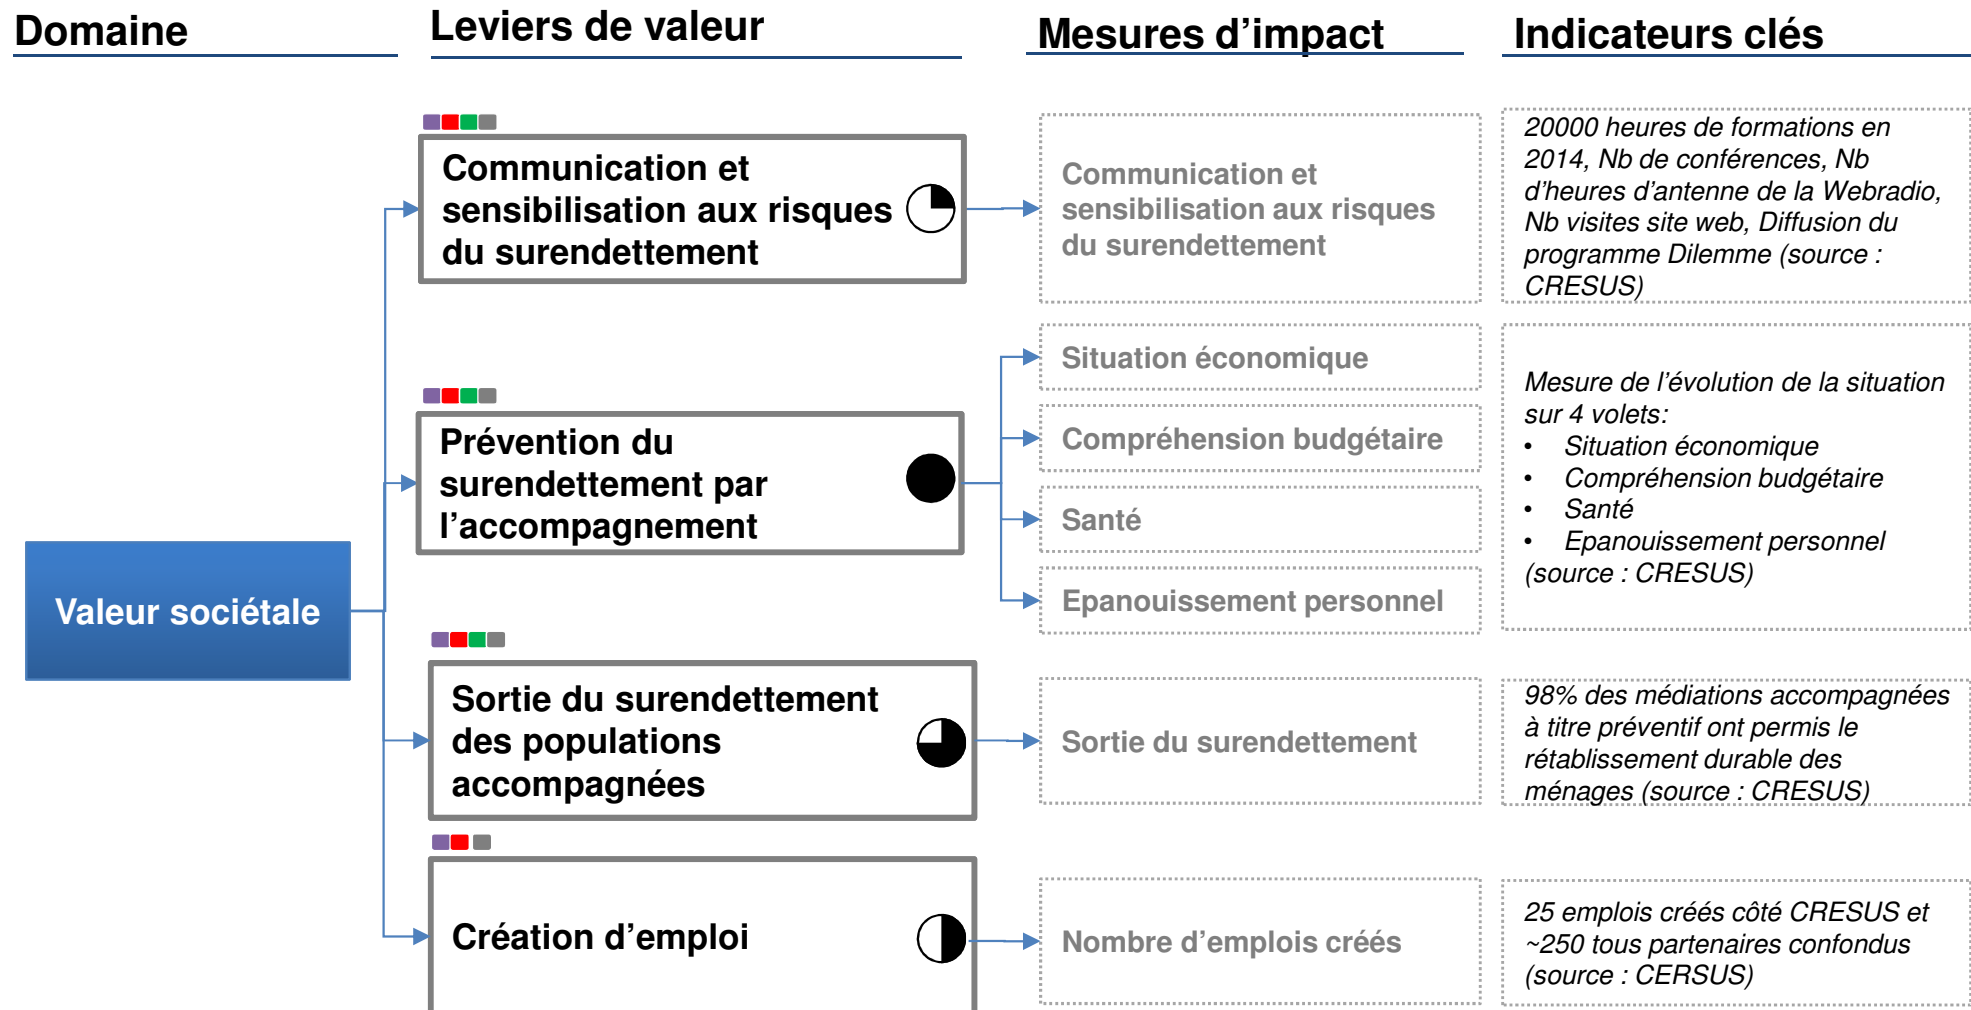 Domaine
Leviers de valeur
Mesures d’impact
Indicateurs clés
Valeur sociétale
Communication et
sensibilisation aux risques
du surendettement
Communication et
sensibilisation aux risques
du surendettement
20000 heures de formations en
2014, Nb de conférences, Nb
d’heures d’antenne de la Webradio,
Nb visites site web, Diffusion du
programme Dilemme (source :
CRESUS)
Prévention du
surendettement par
l’accompagnement
Situation économique
Compréhension budgétaire
Santé
Epanouissement personnel
Mesure de l’évolution de la situation
sur 4 volets:
• Situation économique
• Compréhension budgétaire
• Santé
• Epanouissement personnel
(source : CRESUS)
Sortie du surendettement
des populations
accompagnées
Sortie du surendettement
98% des médiations accompagnées
à titre préventif ont permis le
rétablissement durable des
ménages (source : CRESUS)
Création d’emploi
Nombre d’emplois créés
25 emplois créés côté CRESUS et
~250 tous partenaires confondus
(source : CERSUS)